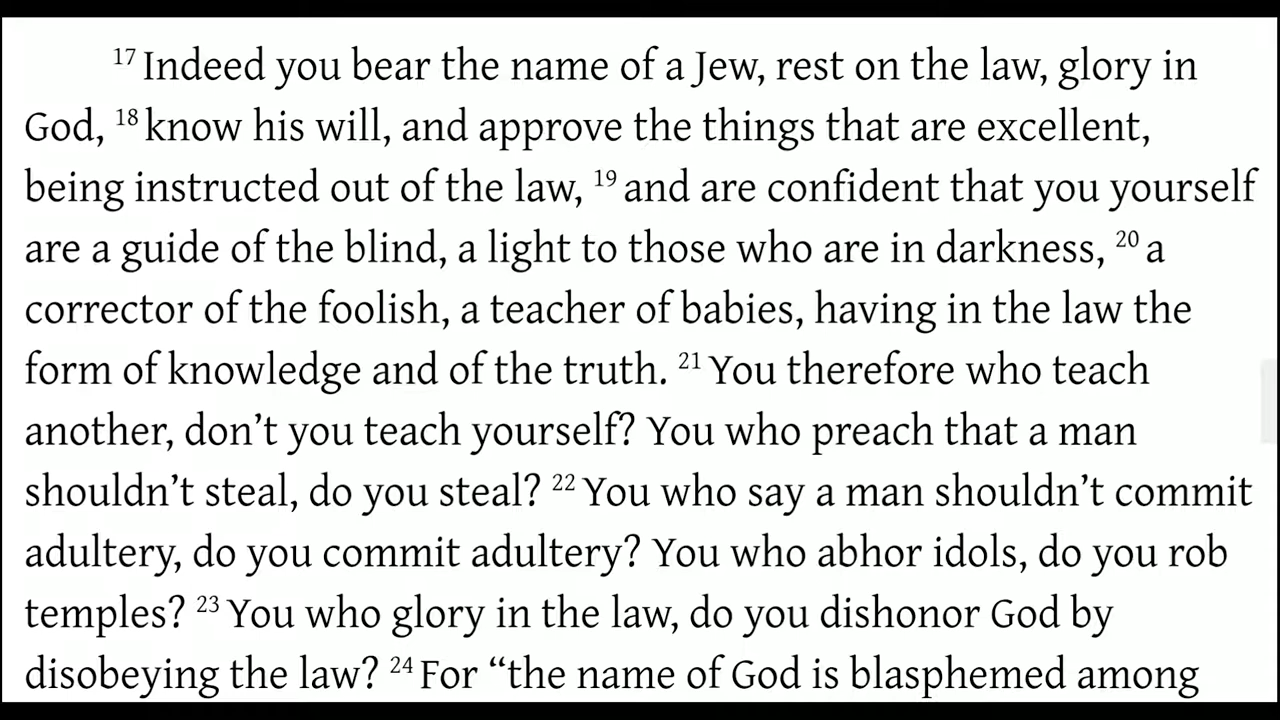 17 Indeed you bear the name of a Jew, rest on the law, glory in
God, 18 know his will, and approve the things that are excellent,
being instructed out of the law, 19 and are confident that you yourself
are a guide of the blind, a light to those who are in darkness, 20 a
corrector of the foolish, a teacher of babies, having in the law the
form of knowledge and of the truth. 21 You therefore who teach
another, don’t you teach yourself? You who preach that a man
shouldn’t steal, do you steal? 22 You who say a man shouldn’t commit
adultery, do you commit adultery? You who abhor idols, do you rob
temples? 23 You who glory in the law, do you dishonor God by
disobeying the law? 24 For “the name of God is blasphemed among